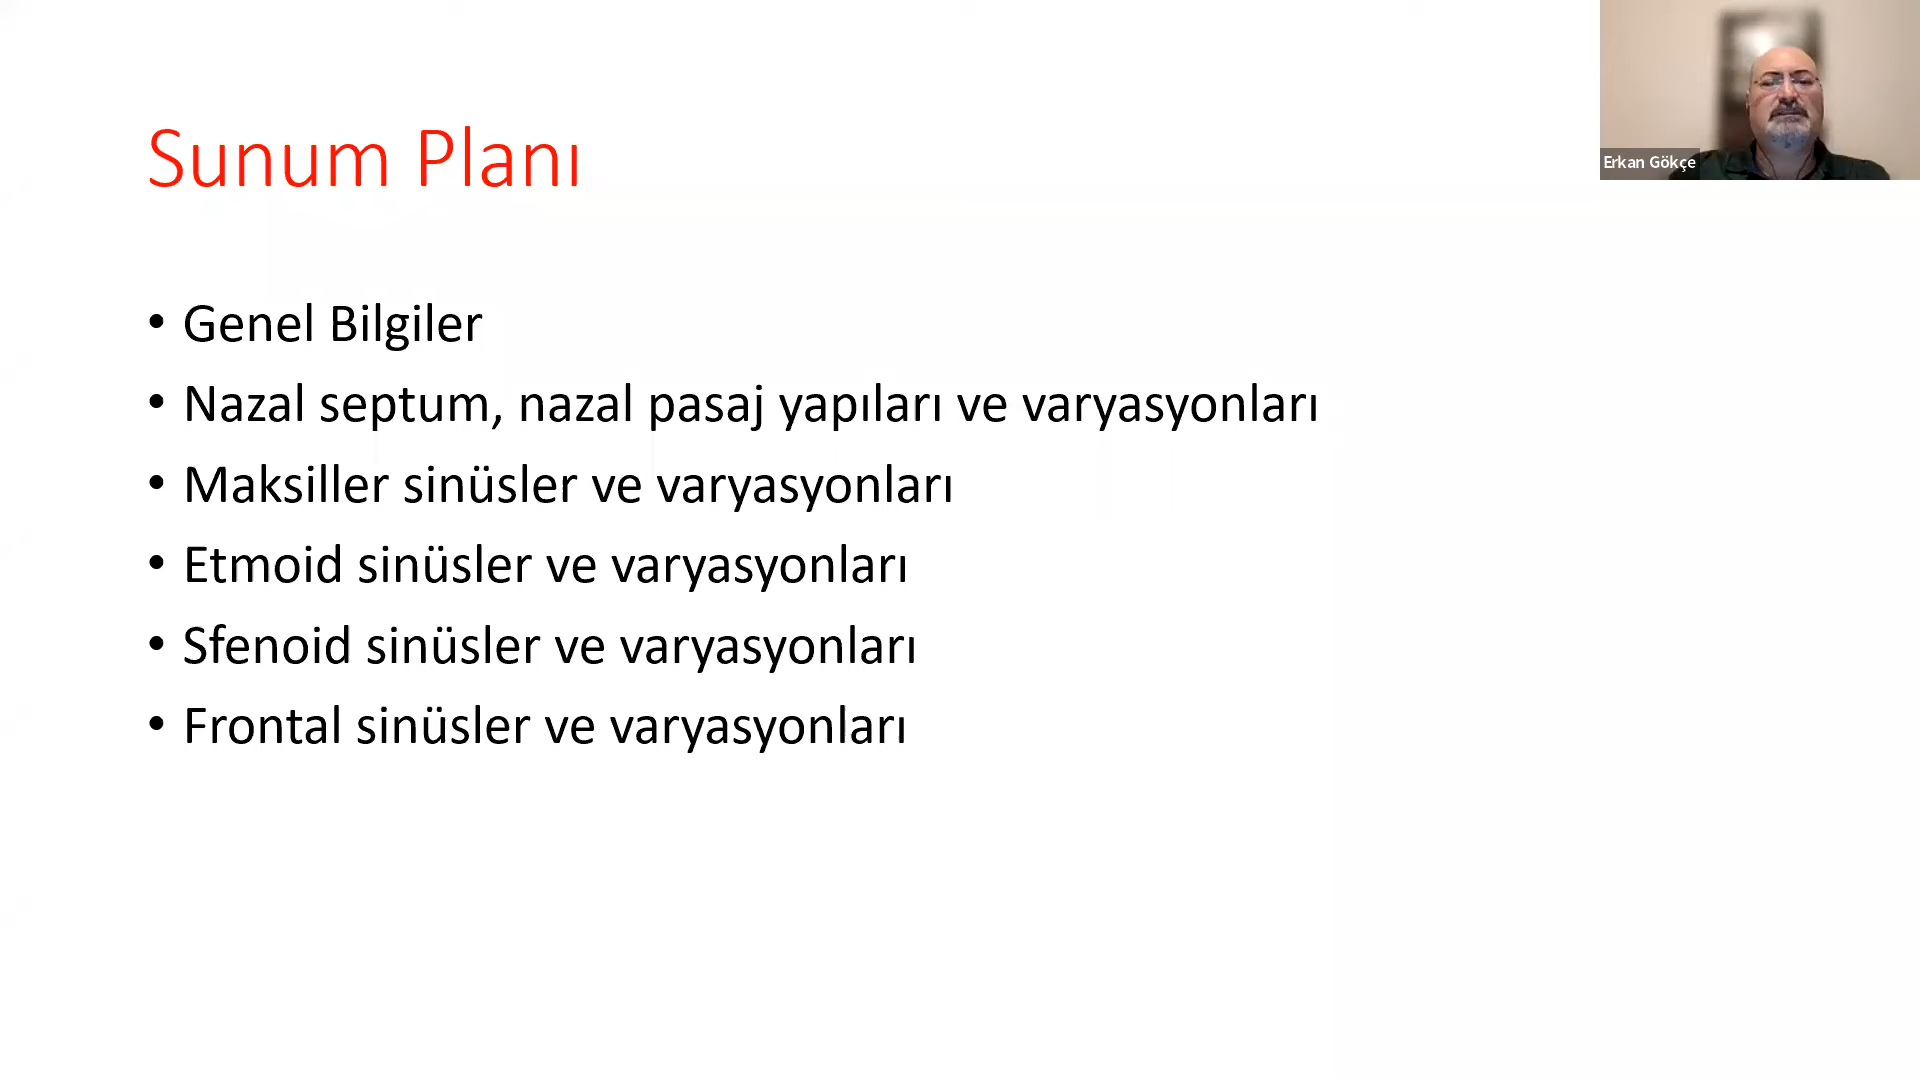 Sunum Planı
Erkan Gökçe
• Genel Bilgiler
• Nazal septum, nazal pasaj yapıları ve varyasyonları
• Maksiller sinüsler ve varyasyonları
• Etmoid sinüsler ve varyasyonları
• Sfenoid sinüsler ve varyasyonları
• Frontal sinüsler ve varyasyonları